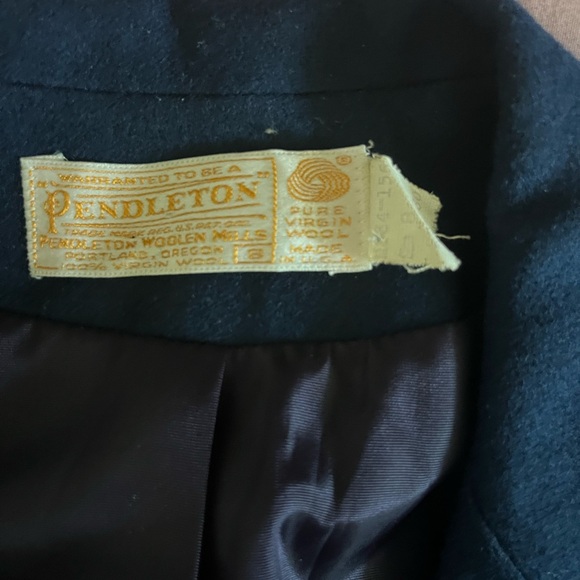 "WARRANTED TO BE A
PENDLETON"
TRADE MARK REG. U.S. PAT. OFF.
PENDLETON WOOLEN MILLS
PORTLAND, OREGON
100% VIRGIN WOOL
®
PURE
VIRGIN
WOOL
MADE
IN U.S.A.